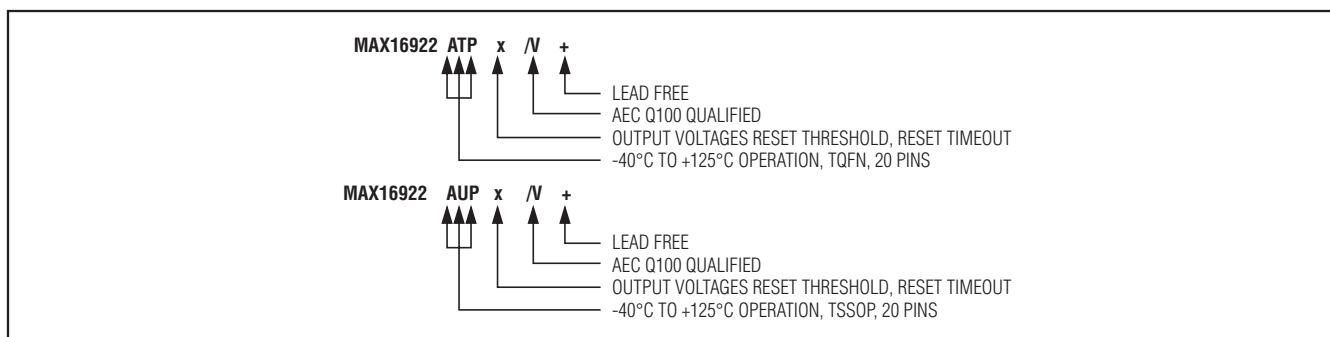 MAX16922 ATP x /V +
LEAD FREE
AEC Q100 QUALIFIED
OUTPUT VOLTAGES RESET THRESHOLD, RESET TIMEOUT
-40°C TO +125°C OPERATION, TQFN, 20 PINS
MAX16922 AUP x /V +
LEAD FREE
AEC Q100 QUALIFIED
OUTPUT VOLTAGES RESET THRESHOLD, RESET TIMEOUT
-40°C TO +125°C OPERATION, TSSOP, 20 PINS